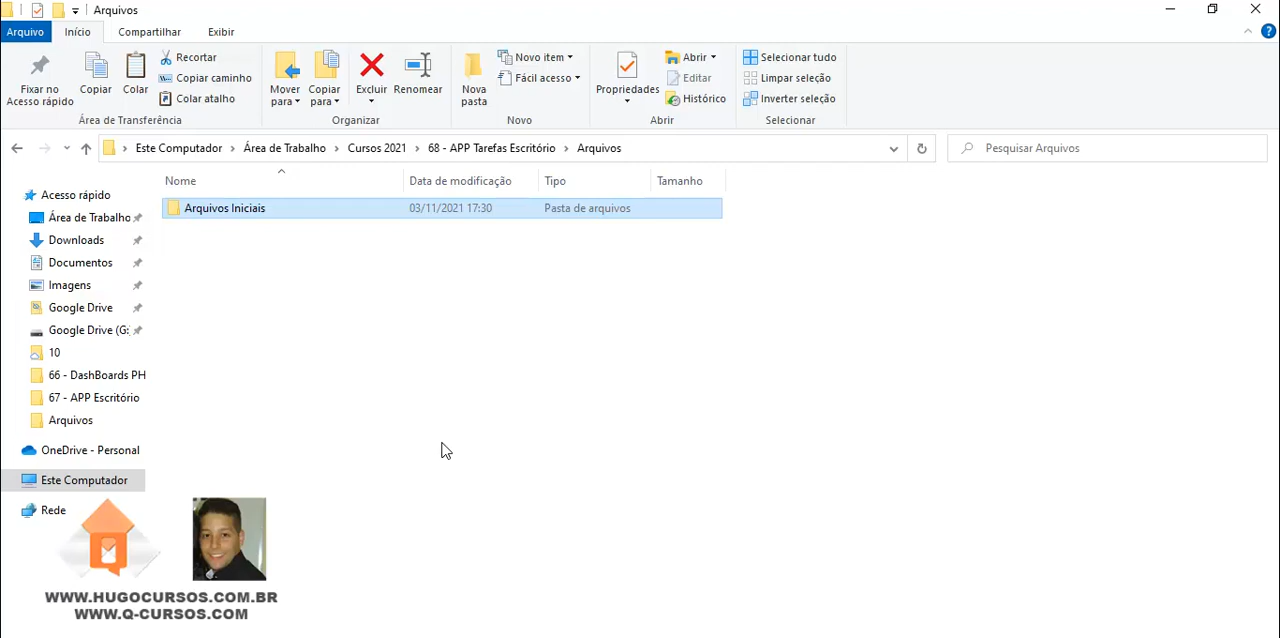 Arquivos
Arquivo Início Compartilhar Exibir
Fixar no Acesso rápido
Copiar
Colar
Recortar
Copiar caminho
Colar atalho
Área de Transferência
Mover para
Copiar para
Excluir
Renomear
Organizar
Nova pasta
Novo item
Fácil acesso
Novo
Propriedades
Abrir
Editar
Histórico
Abrir
Selecionar tudo
Limpar seleção
Inverter seleção
Selecionar
Este Computador › Área de Trabalho › Cursos 2021 › 68 - APP Tarefas Escritório › Arquivos
Pesquisar Arquivos
Nome Data de modificação Tipo Tamanho
Arquivos Iniciais 03/11/2021 17:30 Pasta de arquivos
Acesso rápido
Área de Trabalho
Downloads
Documentos
Imagens
Google Drive
Google Drive (G:
10
66 - DashBoards PH
67 - APP Escritório
Arquivos
OneDrive - Personal
Este Computador
Rede
WWW.HUGOCURSOS.COM.BR
WWW.Q-CURSOS.COM